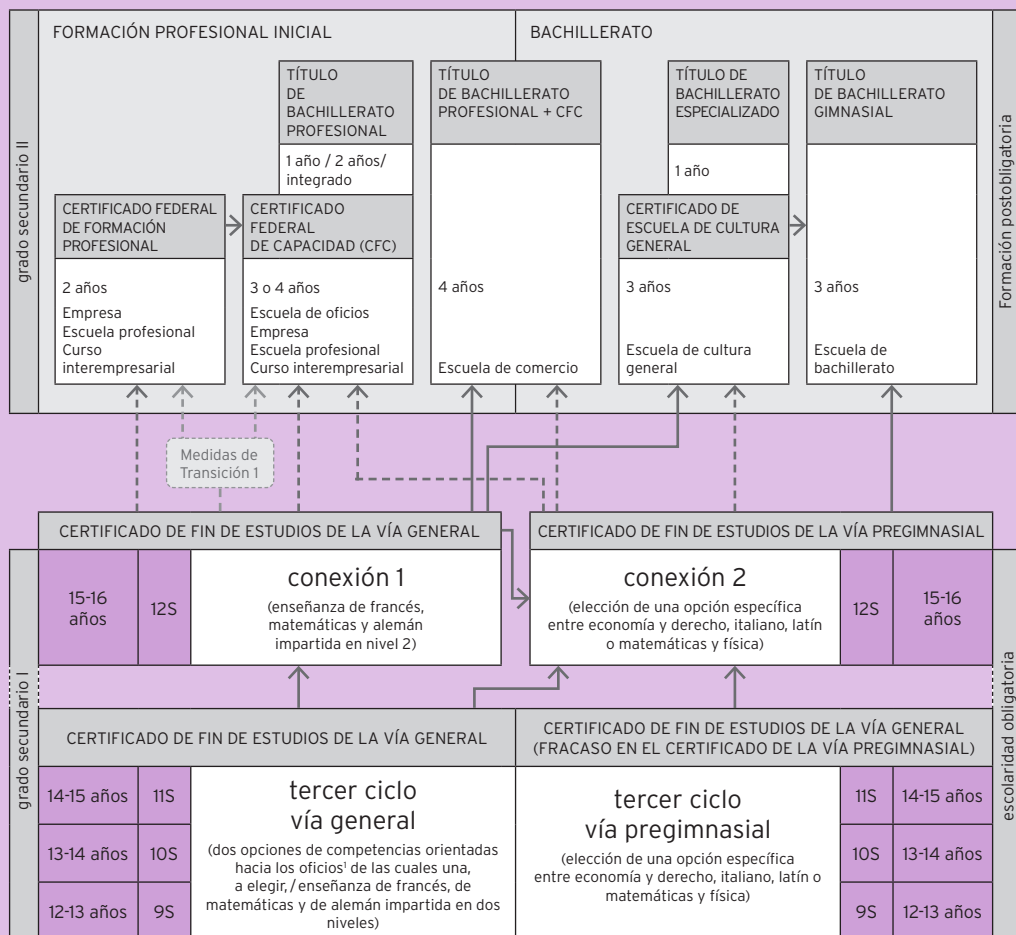 FORMACIÓN PROFESIONAL INICIAL
BACHILLERATO
grado secundario II
Formación postobligatoria
TÍTULO
DE
BACHILLERATO
PROFESIONAL
1 año / 2 años/
integrado
TÍTULO
DE BACHILLERATO
PROFESIONAL + CFC
TÍTULO DE
BACHILLERATO
ESPECIALIZADO
1 año
TÍTULO
DE BACHILLERATO
GIMNASIAL
CERTIFICADO FEDERAL
DE FORMACIÓN
PROFESIONAL
2 años
Empresa
Escuela profesional
Curso
interempresarial
CERTIFICADO
FEDERAL
DE CAPACIDAD (CFC)
3 o 4 años
Escuela de oficios
Empresa
Escuela profesional
Curso interempresarial
4 años
Escuela de comercio
CERTIFICADO DE
ESCUELA DE CULTURA
GENERAL
3 años
Escuela de cultura
general
3 años
Escuela de
bachillerato
Medidas de
Transición 1
CERTIFICADO DE FIN DE ESTUDIOS DE LA VÍA GENERAL
CERTIFICADO DE FIN DE ESTUDIOS DE LA VÍA PREGIMNASIAL
grado secundario I
escolaridad obligatoria
15-16
años
12S
conexión 1
(enseñanza de francés,
matemáticas y alemán
impartida en nivel 2)
conexión 2
(elección de una opción específica
entre economía y derecho, italiano, latín
o matemáticas y física)
12S
15-16
años
CERTIFICADO DE FIN DE ESTUDIOS DE LA VÍA GENERAL
CERTIFICADO DE FIN DE ESTUDIOS DE LA VÍA GENERAL
(FRACASO EN EL CERTIFICADO DE LA VÍA PREGIMNASIAL)
14-15 años
11S
13-14 años
10S
12-13 años
9S
tercer ciclo
vía general
(dos opciones de competencias orientadas
hacia los oficios¹ de las cuales una,
a elegir, / enseñanza de francés, de
matemáticas y de alemán impartida en dos
niveles)
tercer ciclo
vía pregimnasial
(elección de una opción específica
entre economía y derecho, italiano, latín o
matemáticas y física)
11S
14-15 años
10S
13-14 años
9S
12-13 años